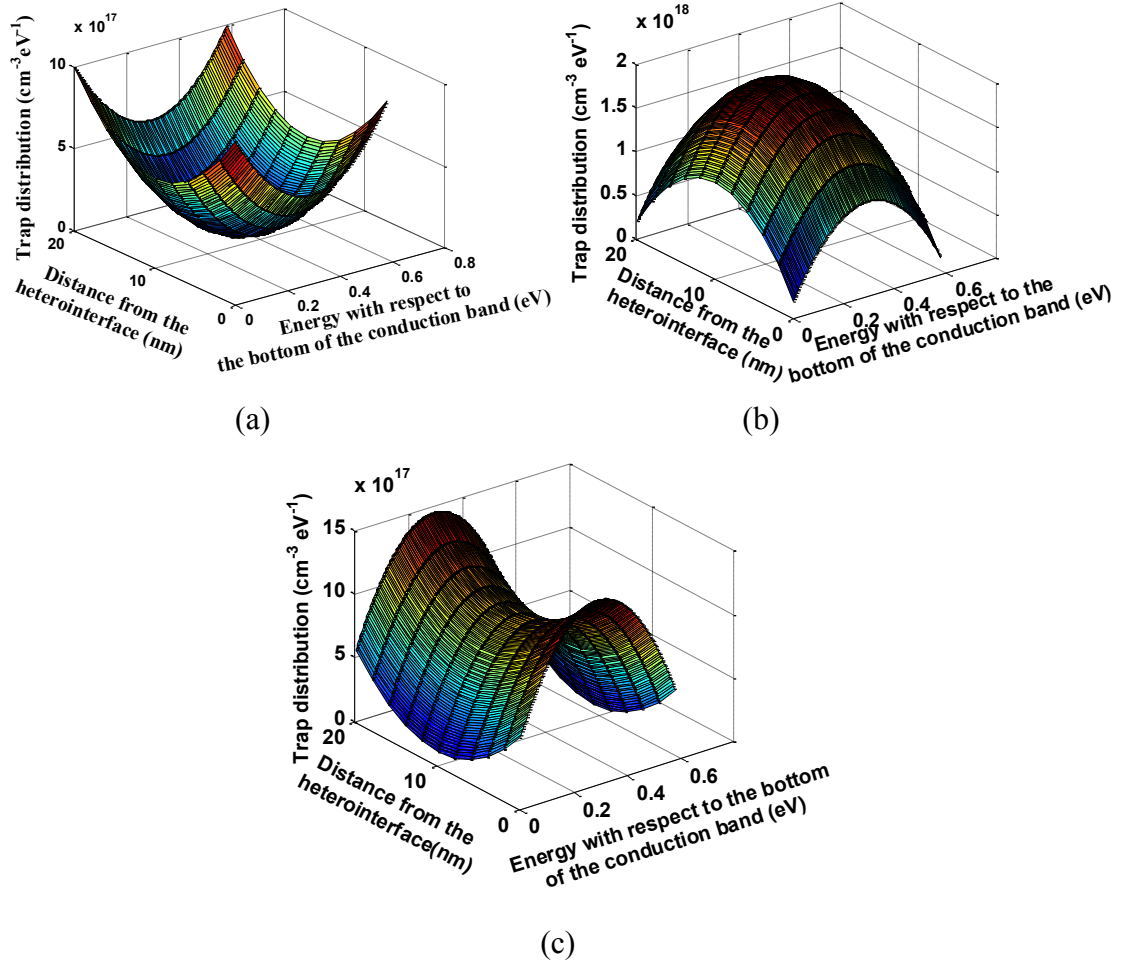 x 10^17
10
5
0
20
10
0
0
0.2
0.4
0.6
0.8
Trap distribution (cm^-3 eV^-1)
Distance from the
heterointerface (nm)
Energy with respect to
the bottom of the conduction band (eV)
(a)
x 10^18
2
1.5
1
0.5
0
20
10
0
0
0.2
0.4
0.6
Trap distribution (cm^-3 eV^-1)
Distance from the
heterointerface (nm)
Energy with respect to the
bottom of the conduction band (eV)
(b)
x 10^17
15
10
5
0
20
10
0
0
0.2
0.4
0.6
Trap distribution (cm^-3 eV^-1)
Distance from the
heterointerface(nm)
Energy with respect to the bottom
of the conduction band (eV)
(c)